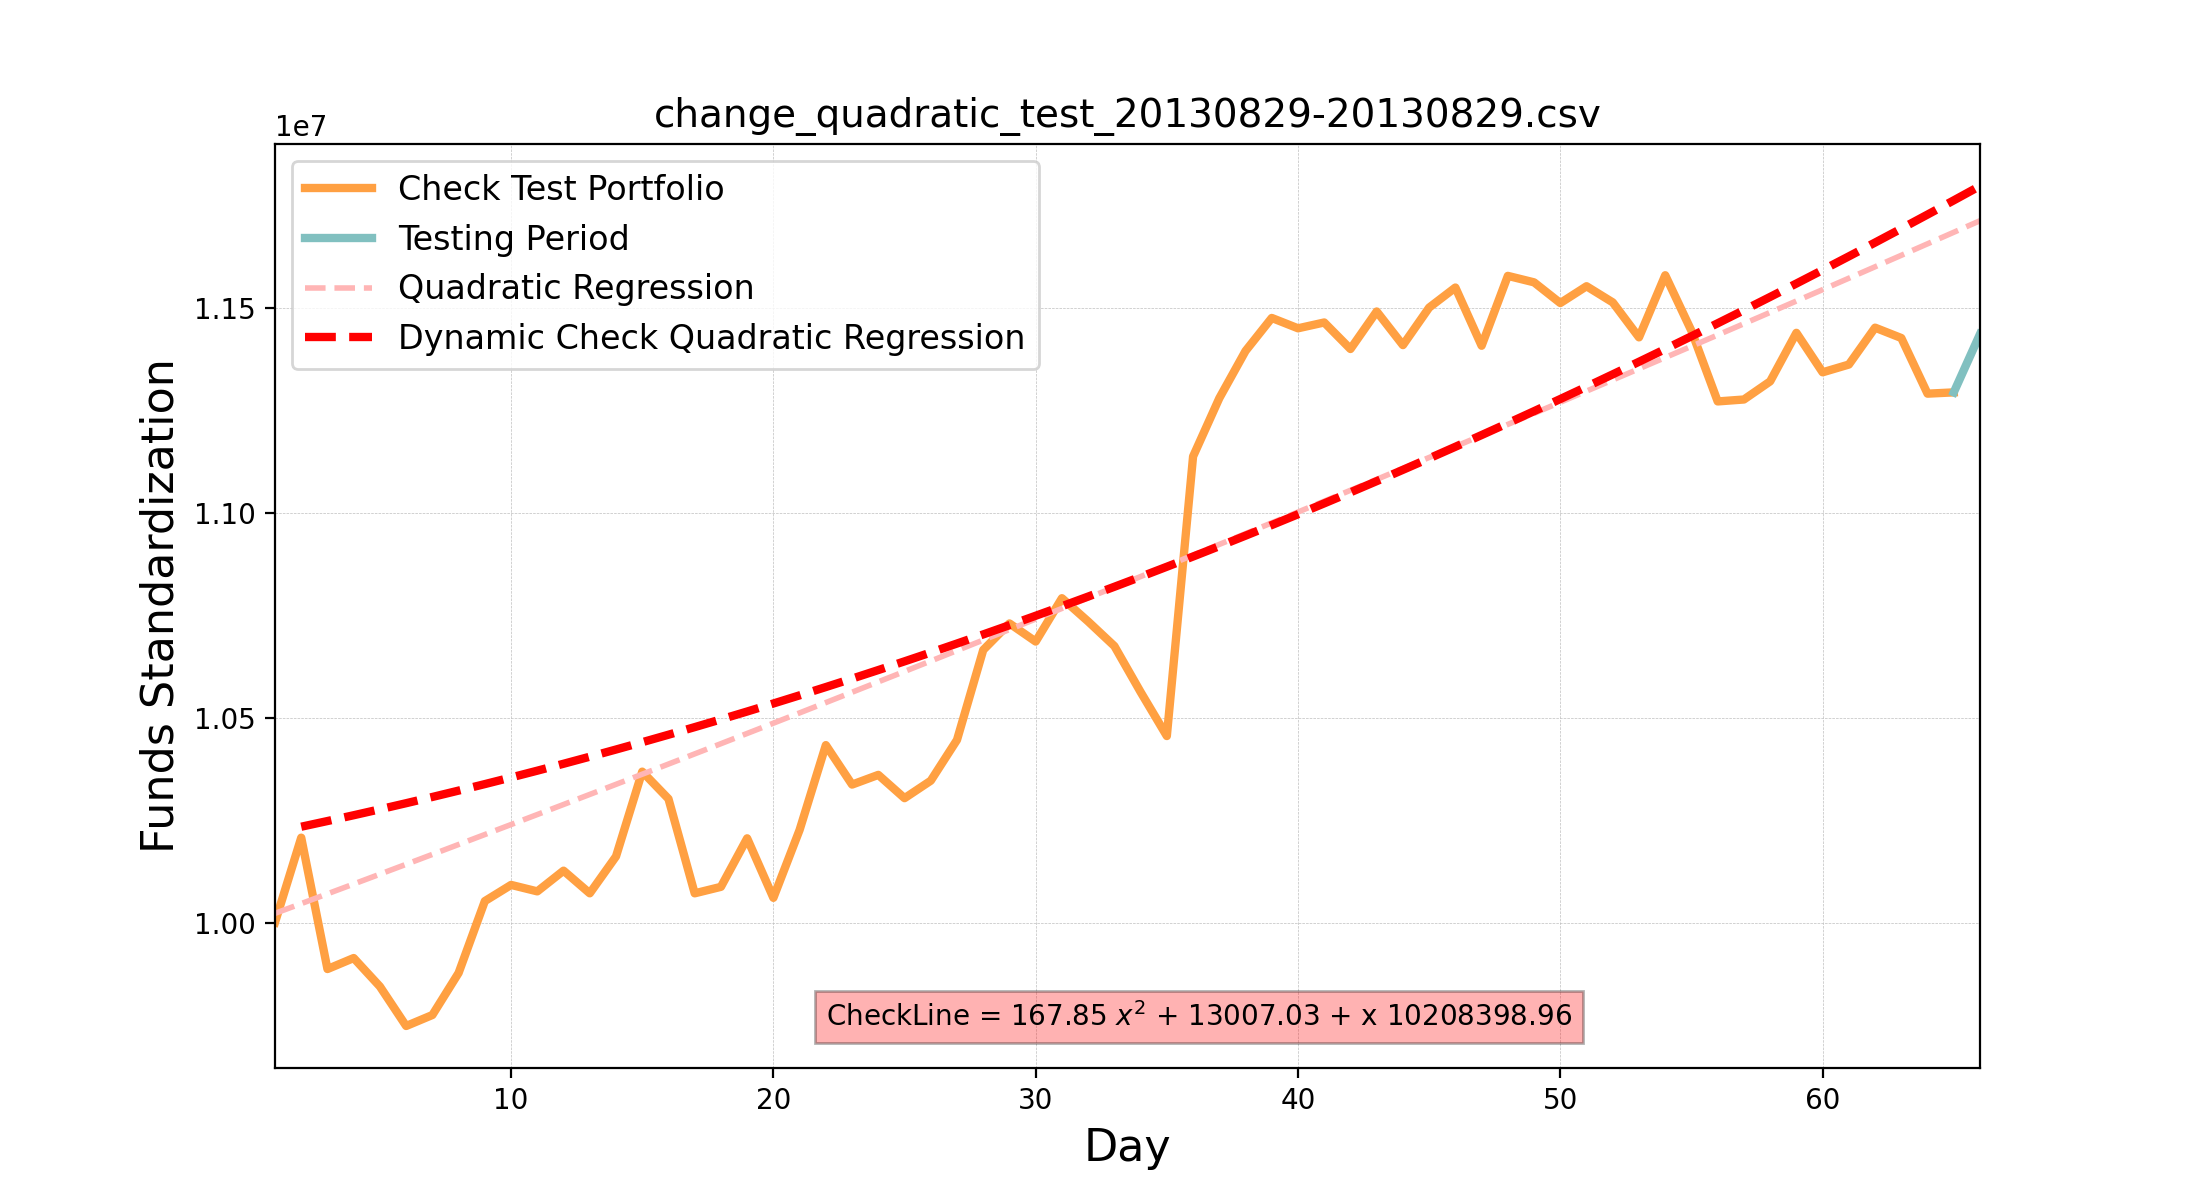 change_quadratic_test_20130829-20130829.csv
1e7
Check Test Portfolio
Testing Period
Quadratic Regression
Dynamic Check Quadratic Regression
Funds Standardization
1.15
1.10
1.05
1.00
CheckLine = 167.85 x² + 13007.03 + x 10208398.96
10 20 30 40 50 60
Day